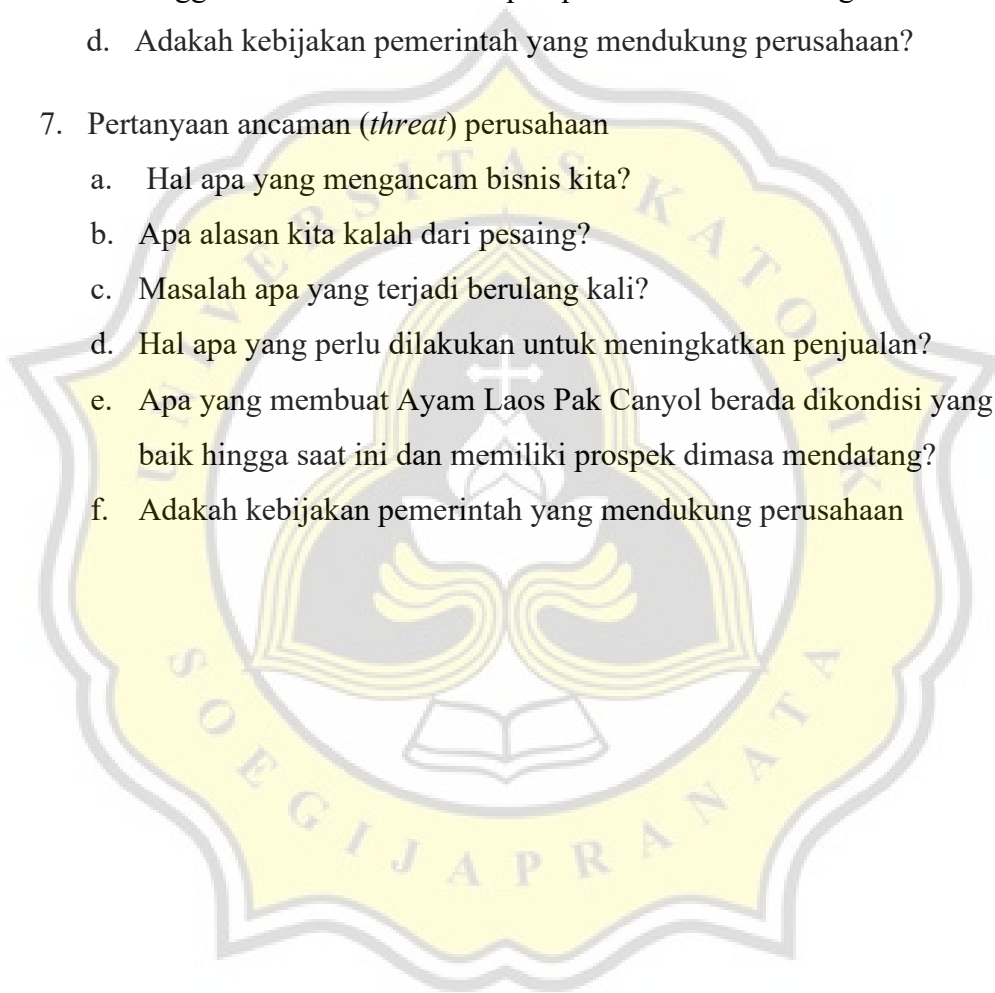 d. Adakah kebijakan pemerintah yang mendukung perusahaan?
7. Pertanyaan ancaman (threat) perusahaan
a. Hal apa yang mengancam bisnis kita?
b. Apa alasan kita kalah dari pesaing?
c. Masalah apa yang terjadi berulang kali?
d. Hal apa yang perlu dilakukan untuk meningkatkan penjualan?
e. Apa yang membuat Ayam Laos Pak Canyol berada dikondisi yang
baik hingga saat ini dan memiliki prospek dimasa mendatang?
f. Adakah kebijakan pemerintah yang mendukung perusahaan
UNIVERSITAS KATOLIK
SOEGIJAPRANATA